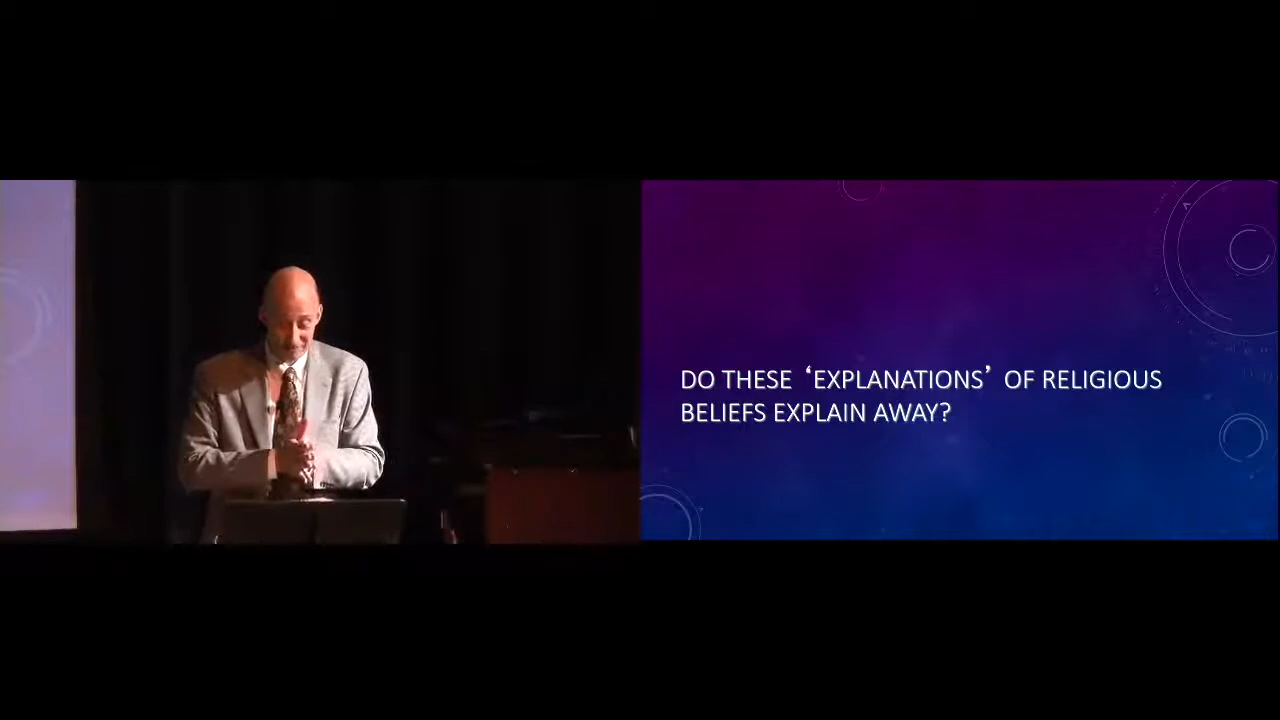 DO THESE ‘EXPLANATIONS’ OF RELIGIOUS
BELIEFS EXPLAIN AWAY?